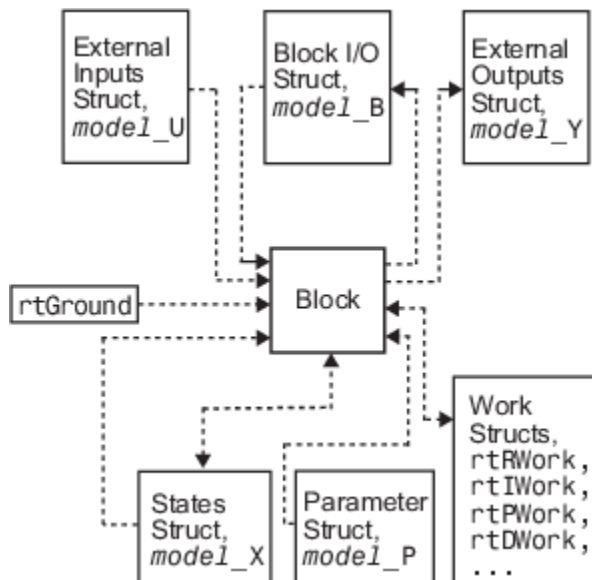 External
Inputs
Struct,
model_U
Block I/O
Struct,
model_B
External
Outputs
Struct,
model_Y
Block
rtGround
States
Struct,
model_X
Parameter
Struct,
model_P
Work
Structs,
rtRWork,
rtIWork,
rtPWork,
rtDWork,
...